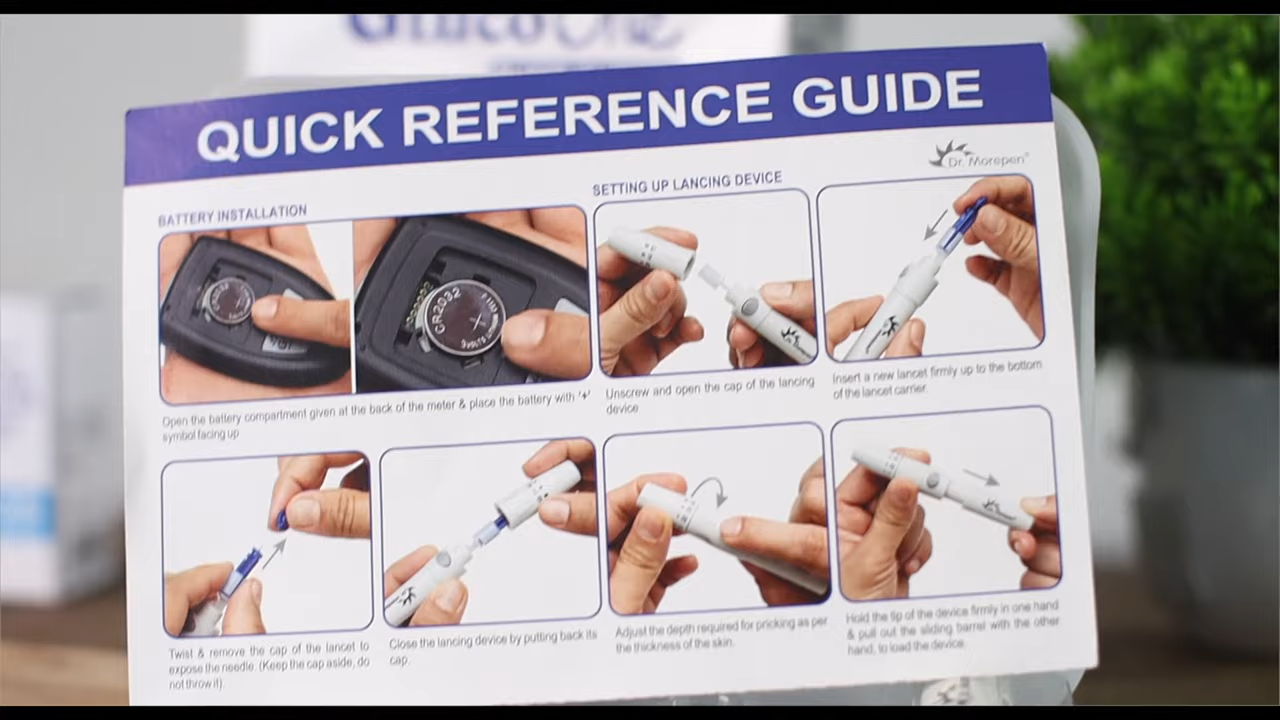 Gluco One
QUICK REFERENCE GUIDE
Dr. Morepen®
BATTERY INSTALLATION
SETTING UP LANCING DEVICE
CR2032
Open the battery compartment given at the back of the meter & place the battery with '+'
symbol facing up
Unscrew and open the cap of the lancing
device
Insert a new lancet firmly up to the bottom
of the lancet carrier.
Twist & remove the cap of the lancet to
expose the needle. (Keep the cap aside, do
not throw it).
Close the lancing device by putting back its
cap.
Adjust the depth required for pricking as per
the thickness of the skin.
Hold the tip of the device firmly in one hand
& pull out the sliding barrel with the other
hand, to load the device.